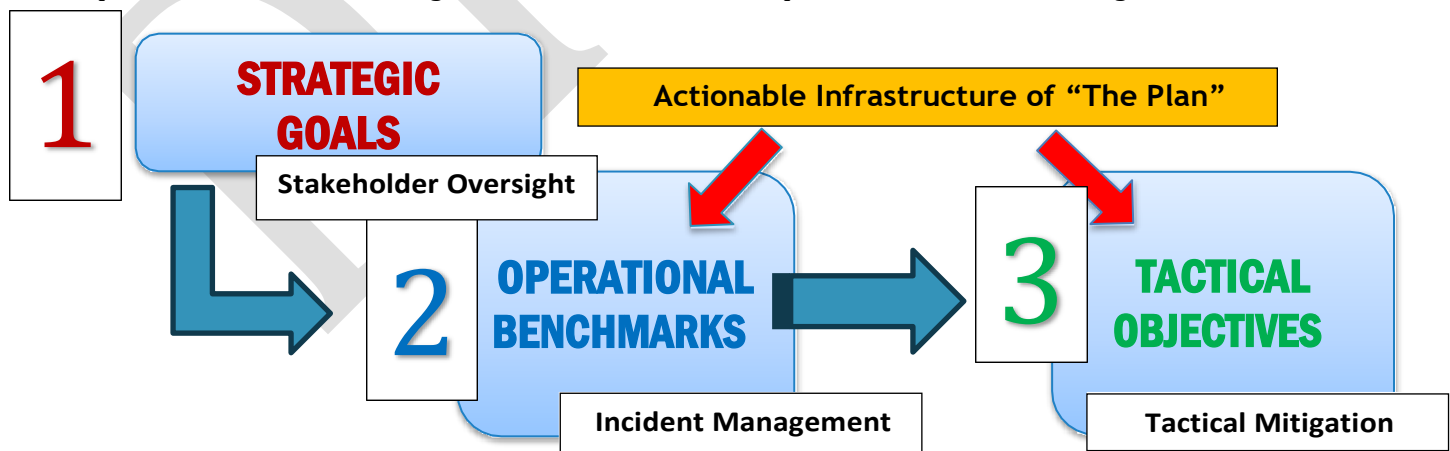 1
STRATEGIC
GOALS
Stakeholder Oversight
Actionable Infrastructure of “The Plan”
2
OPERATIONAL
BENCHMARKS
Incident Management
3
TACTICAL
OBJECTIVES
Tactical Mitigation